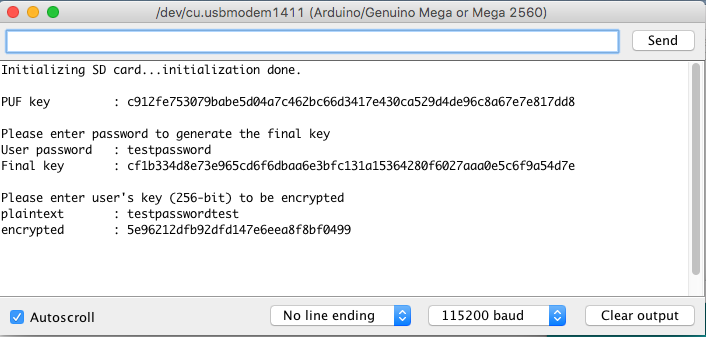 /dev/cu.usbmodem1411 (Arduino/Genuino Mega or Mega 2560)
Send
Initializing SD card...initialization done.
PUF key : c912fe753079babe5d04a7c462bc66d3417e430ca529d4de96c8a67e7e817dd8
Please enter password to generate the final key
User password : testpassword
Final key : cf1b334d8e73e965cd6f6dbaa6e3bfc131a15364280f6027aaa0e5c6f9a54d7e
Please enter user's key (256-bit) to be encrypted
plaintext : testpasswordtest
encrypted : 5e96212dfb92dfd147e6eea8f8bf0499
Autoscroll
No line ending
115200 baud
Clear output